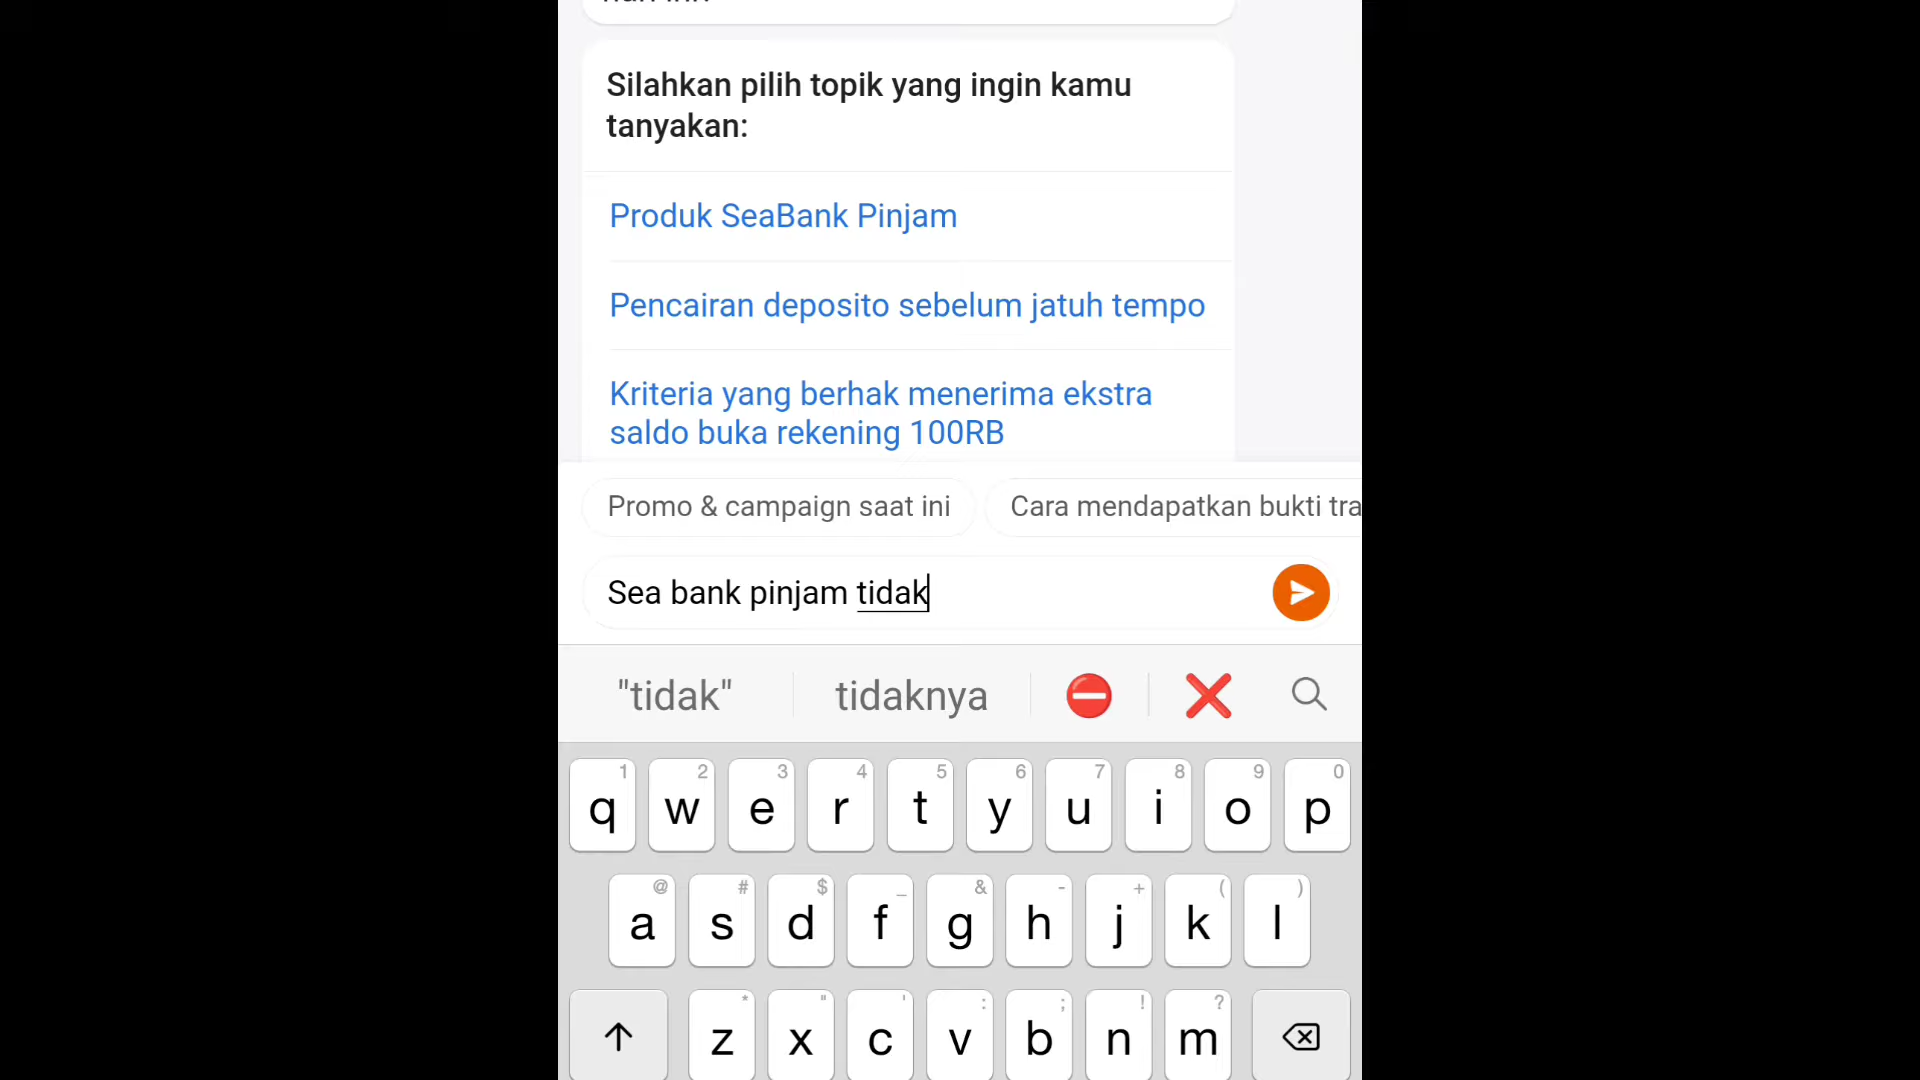 Silahkan pilih topik yang ingin kamu
tanyakan:
Produk SeaBank Pinjam
Pencairan deposito sebelum jatuh tempo
Kriteria yang berhak menerima ekstra
saldo buka rekening 100RB
Promo & campaign saat ini
Cara mendapatkan bukti tra
Sea bank pinjam tidak
"tidak"
tidaknya
1 2 3 4 5 6 7 8 9 0
q w e r t y u i o p
@ # $ _ & - + ( )
a s d f g h j k l
* " ' : ; ! ?
z x c v b n m